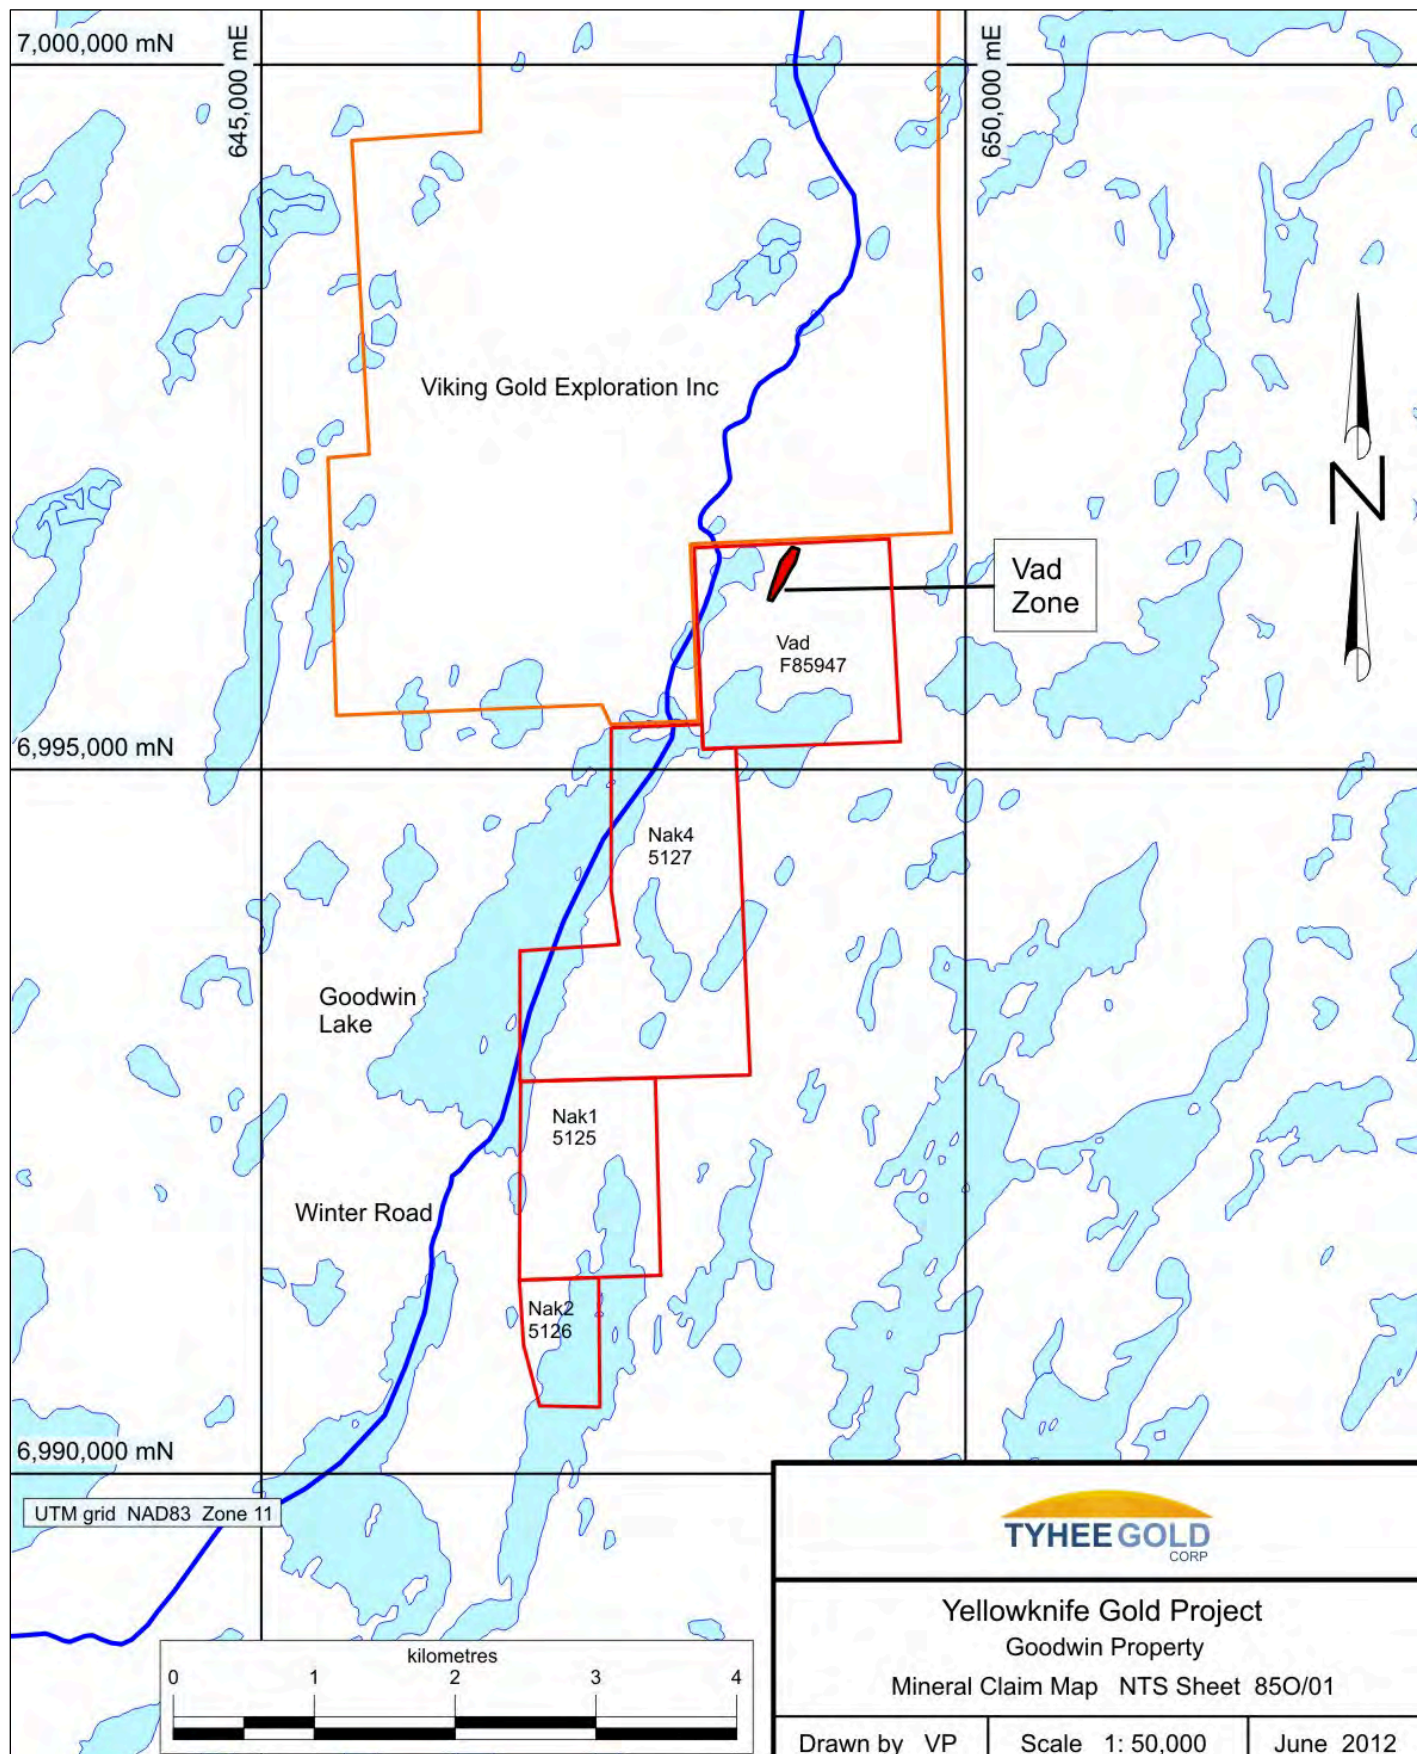 7,000,000 mN
645,000 mE
650,000 mE
Viking Gold Exploration Inc
N
Vad
Zone
Vad
F85947
6,995,000 mN
Nak4
5127
Goodwin
Lake
Nak1
5125
Winter Road
Nak2
5126
6,990,000 mN
UTM grid NAD83 Zone 11
TYHEE GOLD
CORP
Yellowknife Gold Project
Goodwin Property
Mineral Claim Map NTS Sheet 85O/01
Drawn by VP
Scale 1: 50,000
June 2012
kilometres
0 1 2 3 4